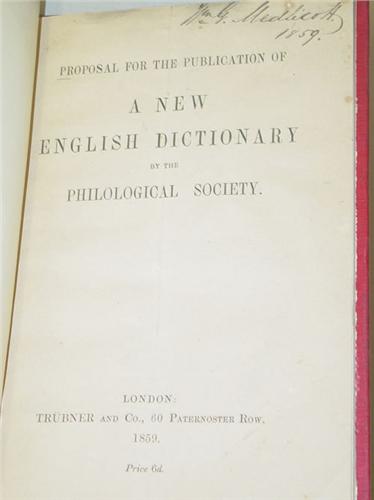 Wm G. Medlicott
1859.
PROPOSAL FOR THE PUBLICATION OF
A NEW
ENGLISH DICTIONARY
BY THE
PHILOLOGICAL SOCIETY.
LONDON:
TRÜBNER AND CO., 60 PATERNOSTER ROW,
1859.
Price 6d.